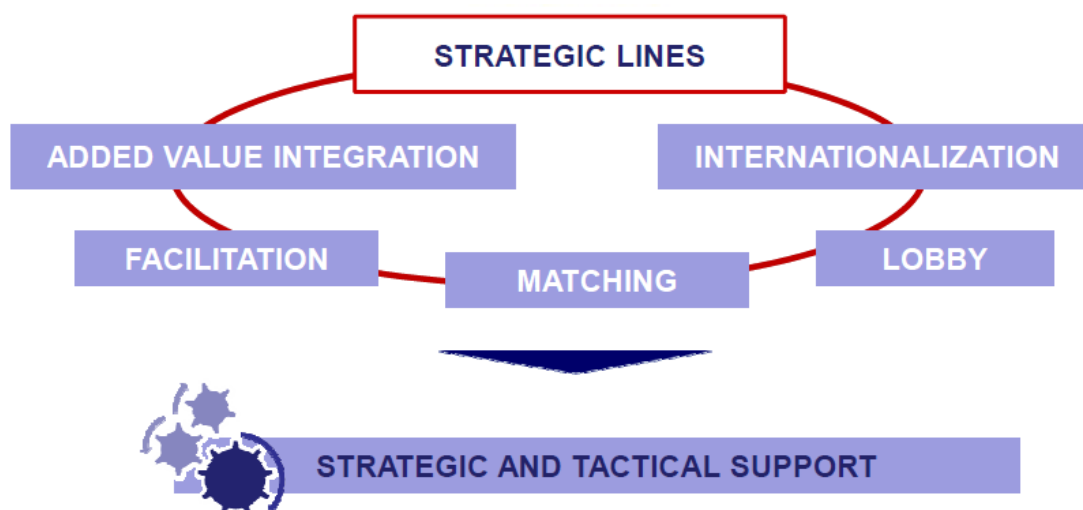 STRATEGIC LINES
ADDED VALUE INTEGRATION
INTERNATIONALIZATION
FACILITATION
MATCHING
LOBBY
STRATEGIC AND TACTICAL SUPPORT